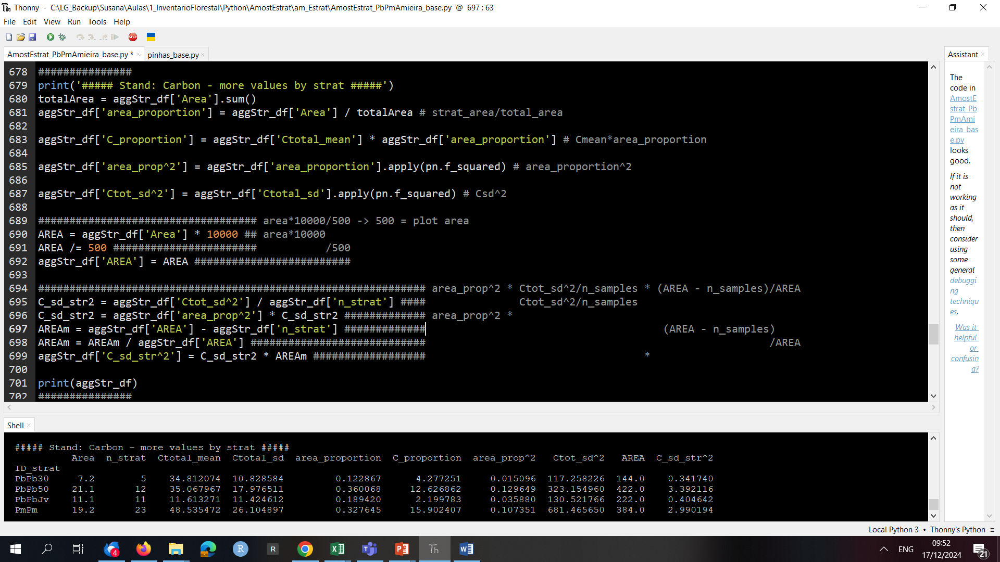 Thonny - C:\LG_Backup\Susana\Aulas\1_InventarioFlorestal\Python\AmostEstrat\am_Estrat\AmostEstrat_PbPmAmieira_base.py @ 697 : 63
File Edit View Run Tools Help
STOP
AmostEstrat_PbPmAmieira_base.py * × pinhas_base.py ×
678 ###############
679 print('##### Stand: Carbon - more values by strat #####')
680 totalArea = aggStr_df['Area'].sum()
681 aggStr_df['area_proportion'] = aggStr_df['Area'] / totalArea # strat_area/total_area
682
683 aggStr_df['C_proportion'] = aggStr_df['Ctotal_mean'] * aggStr_df['area_proportion'] # Cmean*area_proportion
684
685 aggStr_df['area_prop^2'] = aggStr_df['area_proportion'].apply(pn.f_squared) # area_proportion^2
686
687 aggStr_df['Ctot_sd^2'] = aggStr_df['Ctotal_sd'].apply(pn.f_squared) # Csd^2
688
689 ################################### area*10000/500 -> 500 = plot area
690 AREA = aggStr_df['Area'] * 10000 ## area*10000
691 AREA /= 500 ####################### /500
692 aggStr_df['AREA'] = AREA #########################
693
694 ############################################################## area_prop^2 * Ctot_sd^2/n_samples * (AREA - n_samples)/AREA
695 C_sd_str2 = aggStr_df['Ctot_sd^2'] / aggStr_df['n_strat'] #### Ctot_sd^2/n_samples
696 C_sd_str2 = aggStr_df['area_prop^2'] * C_sd_str2 ############# area_prop^2 *
697 AREAm = aggStr_df['AREA'] - aggStr_df['n_strat'] ############# (AREA - n_samples)
698 AREAm = AREAm / aggStr_df['AREA'] ############################ /AREA
699 aggStr_df['C_sd_str^2'] = C_sd_str2 * AREAm ################## *
700
701 print(aggStr_df)
702 ###############
Shell ×
##### Stand: Carbon - more values by strat #####
Area n_strat Ctotal_mean Ctotal_sd area_proportion C_proportion area_prop^2 Ctot_sd^2 AREA C_sd_str^2
ID_strat
PbPb30 7.2 5 34.812074 10.828584 0.122867 4.277251 0.015096 117.258226 144.0 0.341740
PbPb50 21.1 12 35.067967 17.976511 0.360068 12.626862 0.129649 323.154960 422.0 3.392116
PbPbJv 11.1 11 11.613271 11.424612 0.189420 2.199783 0.035880 130.521766 222.0 0.404642
PmPm 19.2 23 48.535472 26.104897 0.327645 15.902407 0.107351 681.465650 384.0 2.990194
Assistant ×
The
code in
AmostE
strat_Pb
PmAmi
eira_bas
e.py
looks
good.
If it is
not
working
as it
should,
then
consider
using
some
general
debuggi
ng
techniqu
es.
Was it
helpful
or
confusin
g?
Local Python 3 • Thonny's Python ≡
4
R
R
Th
ENG
09:52
17/12/2024
21